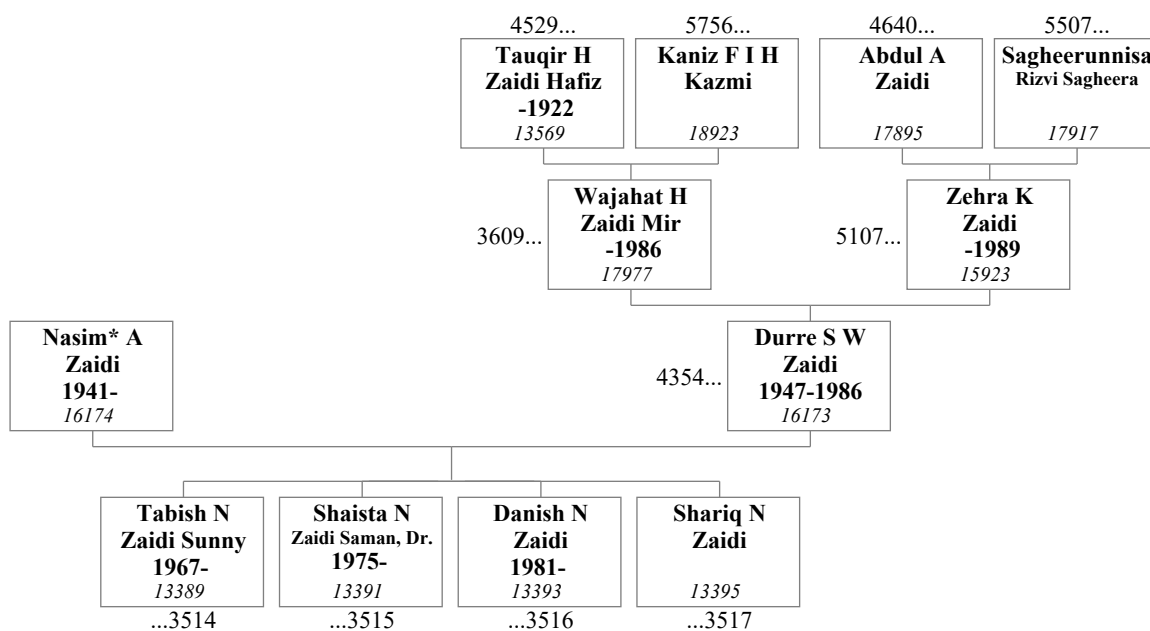 4529...
5756...
4640...
5507...
Tauqir H
Zaidi Hafiz
-1922
13569
Kaniz F I H
Kazmi
18923
Abdul A
Zaidi
17895
Sagheerunnisa
Rizvi Sagheera
17917
3609...
Wajahat H
Zaidi Mir
-1986
17977
5107...
Zehra K
Zaidi
-1989
15923
Nasim* A
Zaidi
1941-
16174
4354...
Durre S W
Zaidi
1947-1986
16173
Tabish N
Zaidi Sunny
1967-
13389
Shaista N
Zaidi Saman, Dr.
1975-
13391
Danish N
Zaidi
1981-
13393
Shariq N
Zaidi
13395
...3514
...3515
...3516
...3517